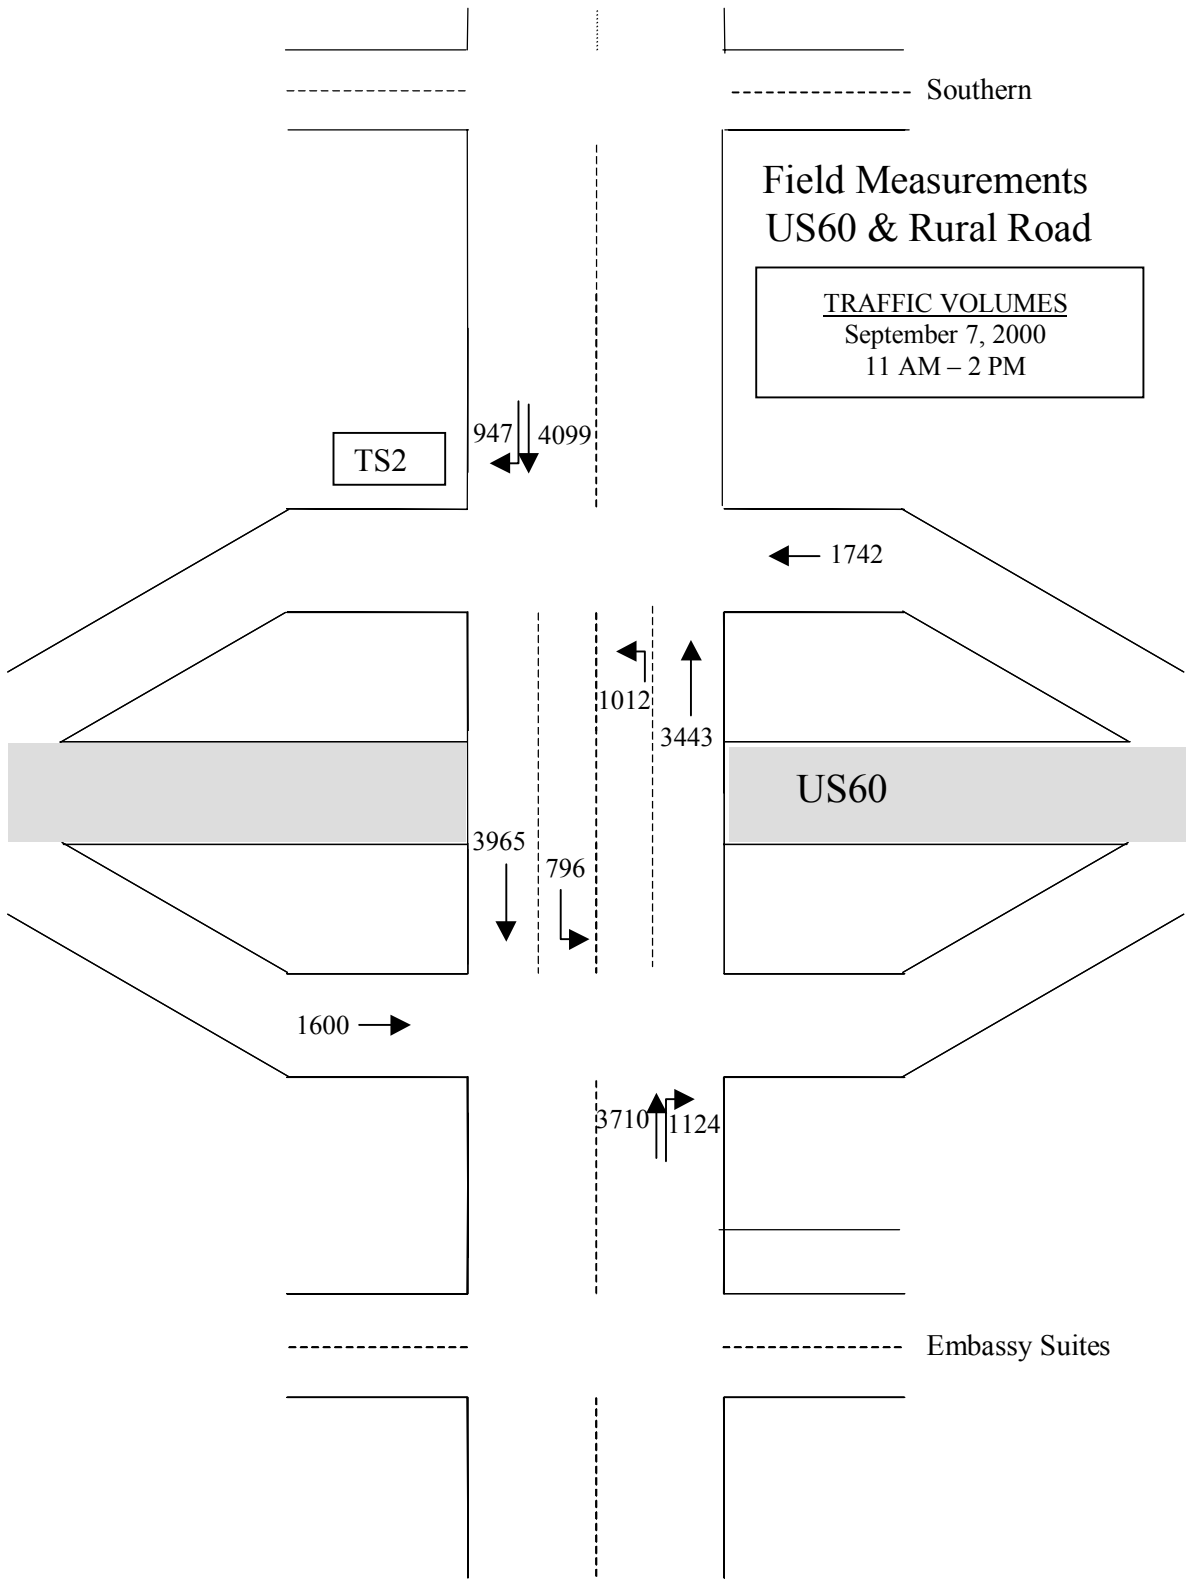 Southern
Field Measurements
US60 & Rural Road
TRAFFIC VOLUMES
September 7, 2000
11 AM – 2 PM
947 4099
TS2
1742
1012
3443
US60
3965
796
1600
3710 1124
Embassy Suites